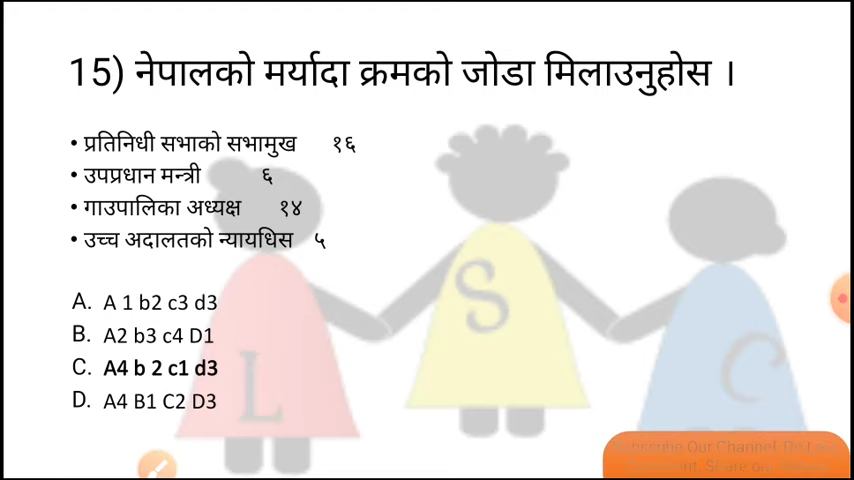 15) नेपालको मर्यादा क्रमको जोडा मिलाउनुहोस ।
• प्रतिनिधी सभाको सभामुख १६
• उपप्रधान मन्त्री ६
• गाउपालिका अध्यक्ष १४
• उच्च अदालतको न्यायधिस ५
A. A 1 b2 c3 d3
B. A2 b3 c4 D1
C. A4 b 2 c1 d3
D. A4 B1 C2 D3
L S C
Our Channel